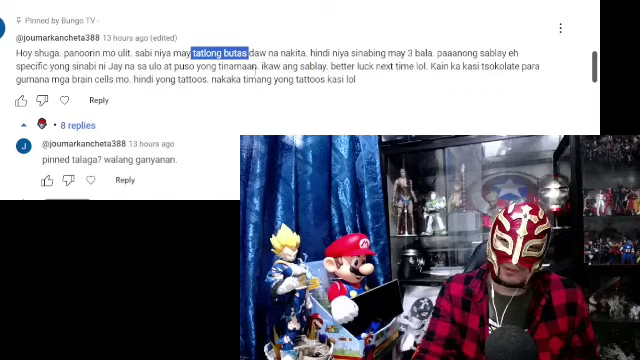 Pinned by Bungo TV
@joumarkancheta388 13 hours ago (edited)
Hoy Shuga. panoorin mo ulit. sabi niya may tatlong butas daw na nakita. hindi niya sinabing may 3 bala. paaanong sablay eh
specific yong sinabi ni Jay na sa ulo at puso yong tinamaan. ikaw ang sablay. better luck next time lol. Kain ka kasi tsokolate para
gumana mga brain cells mo. hindi yong tattoos. nakaka timang yong tattoos kasi lol
Reply
8 replies
J
@joumarkancheta388 13 hours ago
pinned talaga? walang ganyanan.
Reply